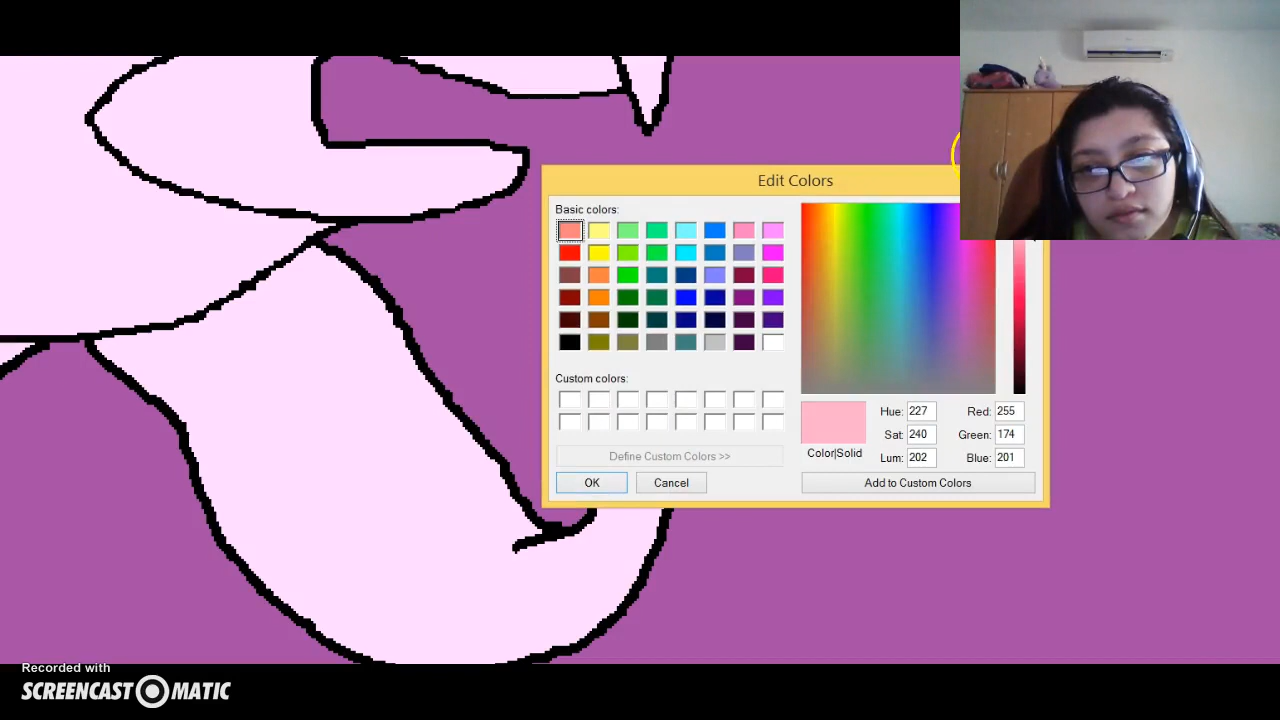 Edit Colors
Basic colors:
Custom colors:
Define Custom Colors >>
OK Cancel
Color|Solid
Hue: 227 Red: 255
Sat: 240 Green: 174
Lum: 202 Blue: 201
Add to Custom Colors
Recorded with
SCREENCAST MATIC